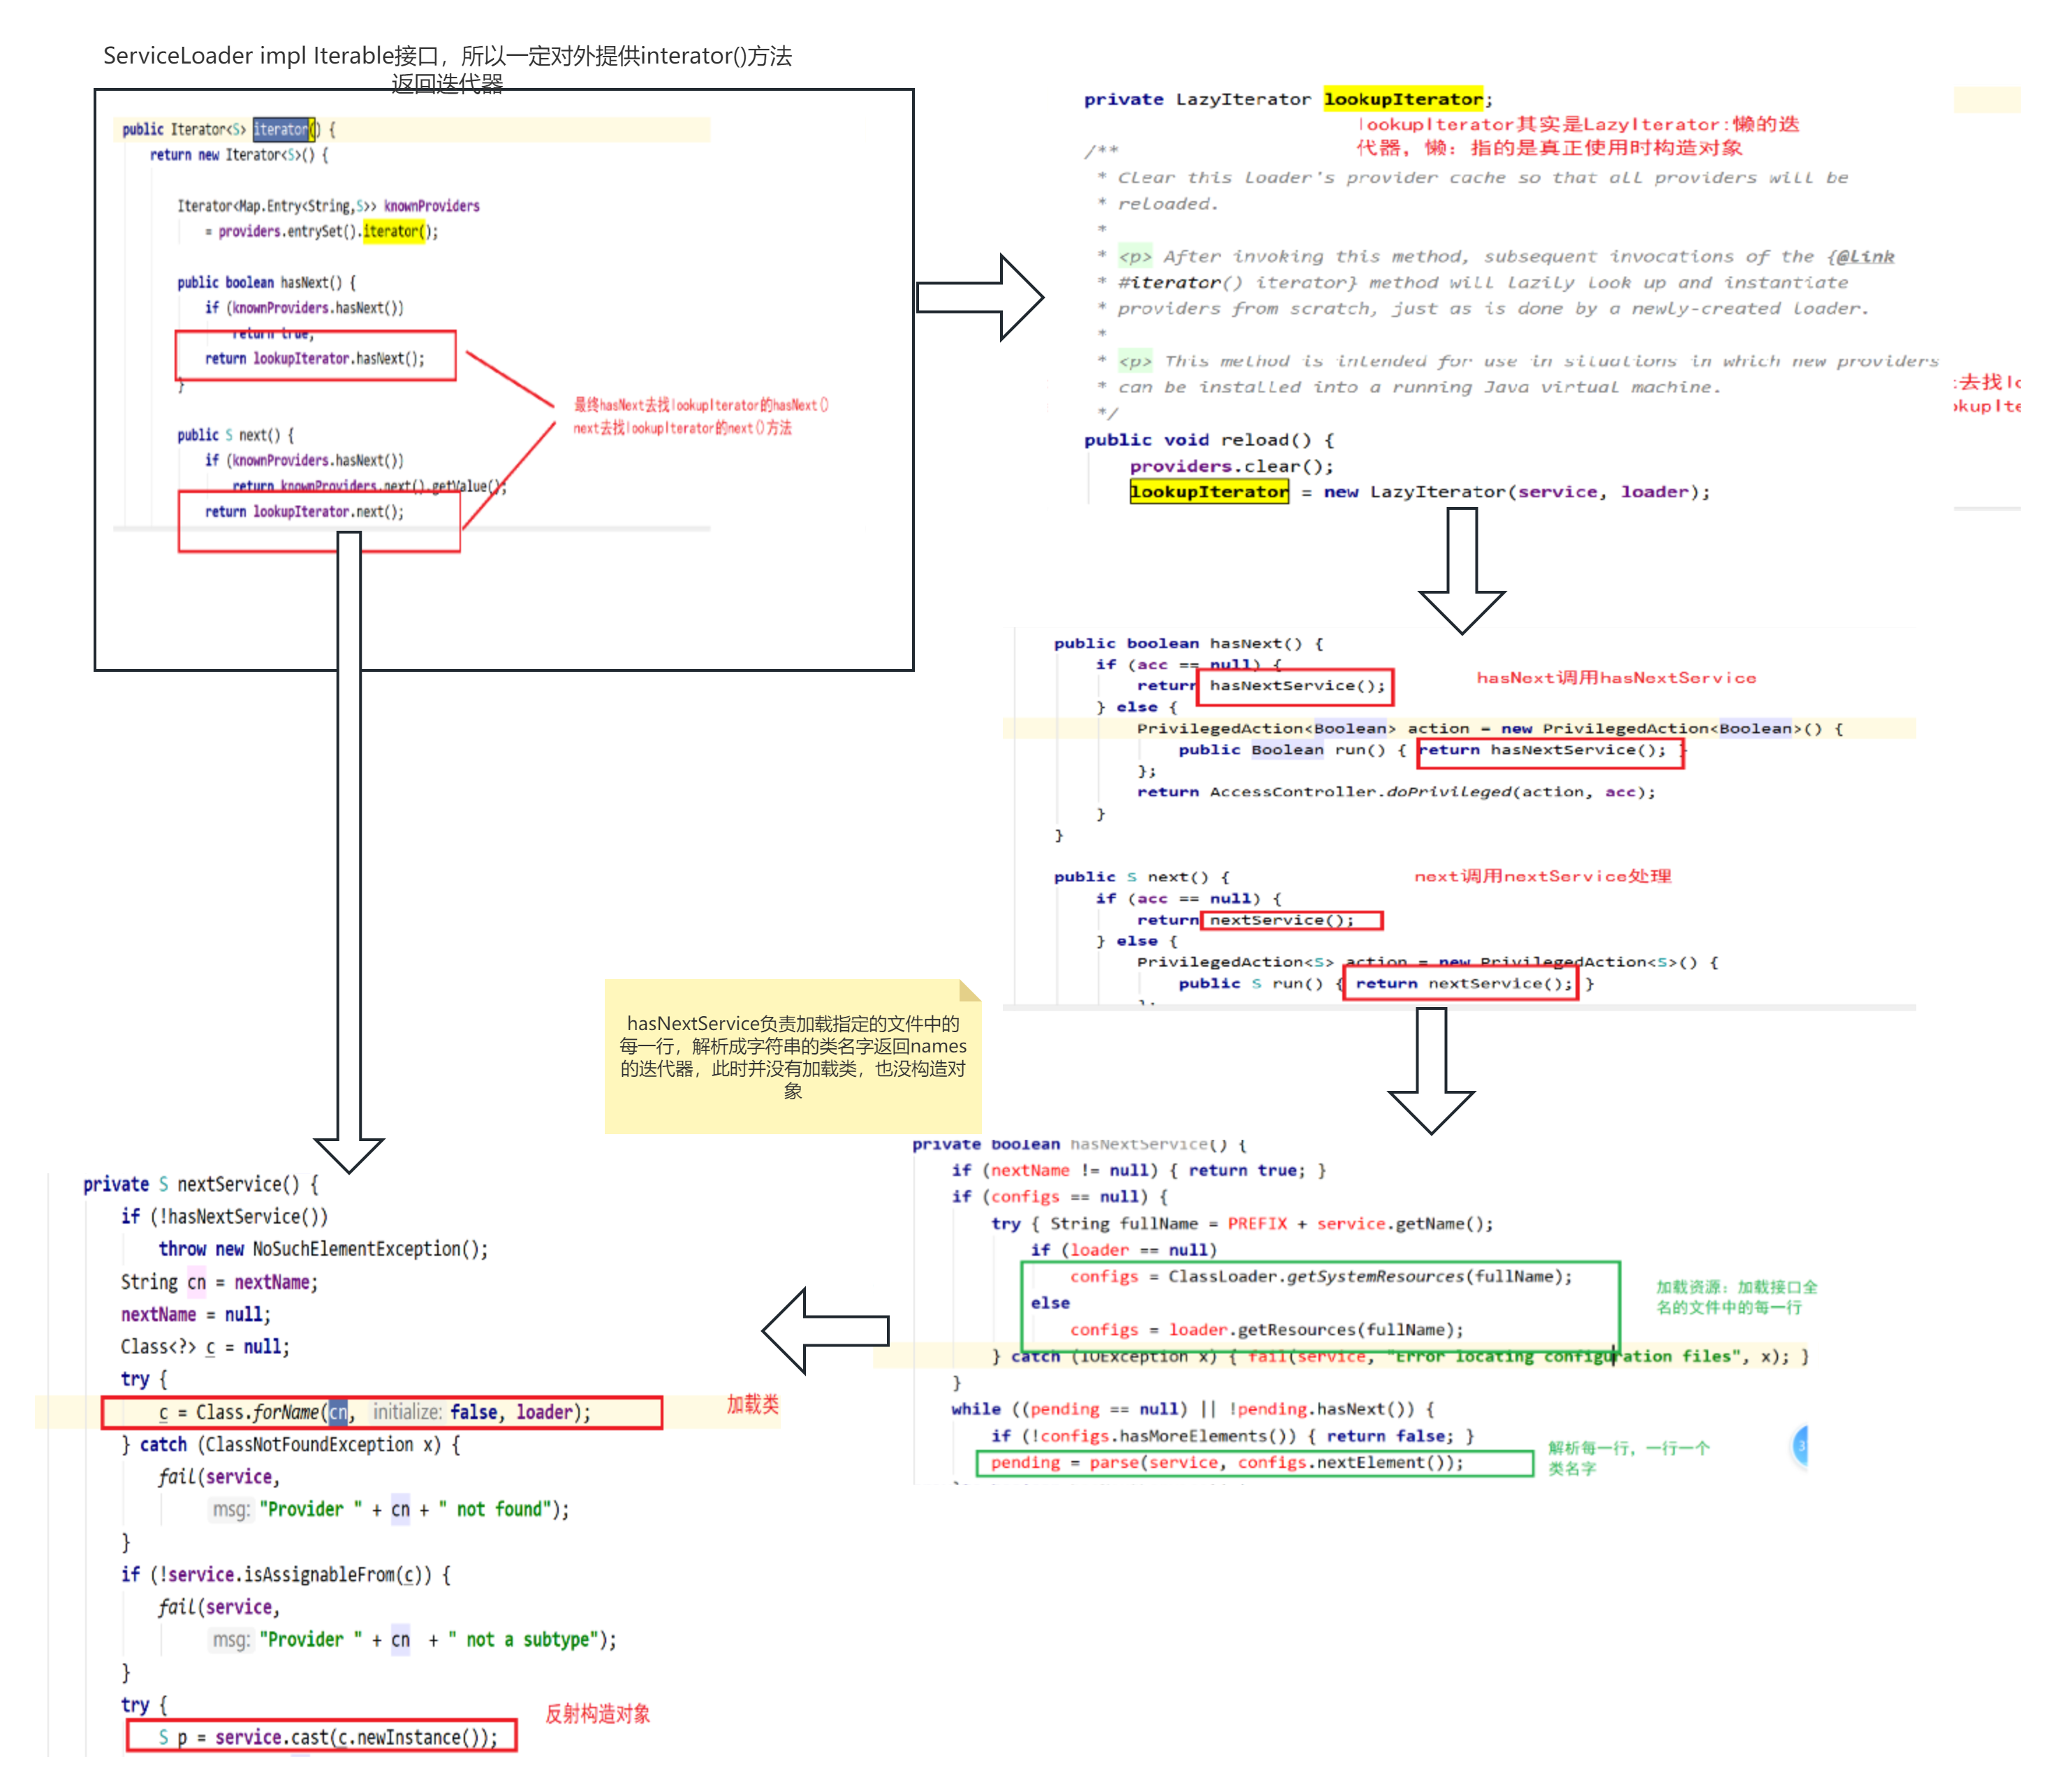 ServiceLoader impl Iterable接口，所以一定对外提供interator()方法
返回迭代器
public Iterator<S> iterator() {
return new Iterator<S>() {
Iterator<Map.Entry<String,S>> knownProviders
= providers.entrySet().iterator();
public boolean hasNext() {
if (knownProviders.hasNext())
return true;
return lookupIterator.hasNext();
}
public S next() {
if (knownProviders.hasNext())
return knownProviders.next().getValue();
return lookupIterator.next();
最终hasNext去找lookupIterator的hasNext()
next去找lookupIterator的next()方法
private LazyIterator lookupIterator;
lookupIterator其实是LazyIterator:懒的迭
代器，懒：指的是真正使用时构造对象
/**
* Clear this loader's provider cache so that all providers will be
* reloaded.
*
* <p> After invoking this method, subsequent invocations of the {@link
* #iterator() iterator} method will lazily look up and instantiate
* providers from scratch, just as is done by a newly-created loader.
*
* <p> This method is intended for use in situations in which new providers
* can be installed into a running Java virtual machine.
*/
public void reload() {
providers.clear();
lookupIterator = new LazyIterator(service, loader);
去找lo
okupIte
public boolean hasNext() {
if (acc == null) {
return hasNextService();
} else {
PrivilegedAction<Boolean> action = new PrivilegedAction<Boolean>() {
public Boolean run() { return hasNextService(); }
};
return AccessController.doPrivileged(action, acc);
}
}
hasNext调用hasNextService
public S next() {
if (acc == null) {
return nextService();
} else {
PrivilegedAction<S> action = new PrivilegedAction<S>() {
public S run() { return nextService(); }
};
next调用nextService处理
hasNextService负责加载指定的文件中的
每一行，解析成字符串的类名字返回names
的迭代器，此时并没有加载类，也没构造对
象
private boolean hasNextService() {
if (nextName != null) { return true; }
if (configs == null) {
try { String fullName = PREFIX + service.getName();
if (loader == null)
configs = ClassLoader.getSystemResources(fullName);
else
configs = loader.getResources(fullName);
} catch (IOException x) { fail(service, "Error locating configuration files", x); }
}
while ((pending == null) || !pending.hasNext()) {
if (!configs.hasMoreElements()) { return false; }
pending = parse(service, configs.nextElement());
加载资源：加载接口全
名的文件中的每一行
解析每一行，一行一个
类名字
3
private S nextService() {
if (!hasNextService())
throw new NoSuchElementException();
String cn = nextName;
nextName = null;
Class<?> c = null;
try {
c = Class.forName(cn, initialize: false, loader);
} catch (ClassNotFoundException x) {
fail(service,
msg: "Provider " + cn + " not found");
}
if (!service.isAssignableFrom(c)) {
fail(service,
msg: "Provider " + cn + " not a subtype");
}
try {
S p = service.cast(c.newInstance());
加载类
反射构造对象